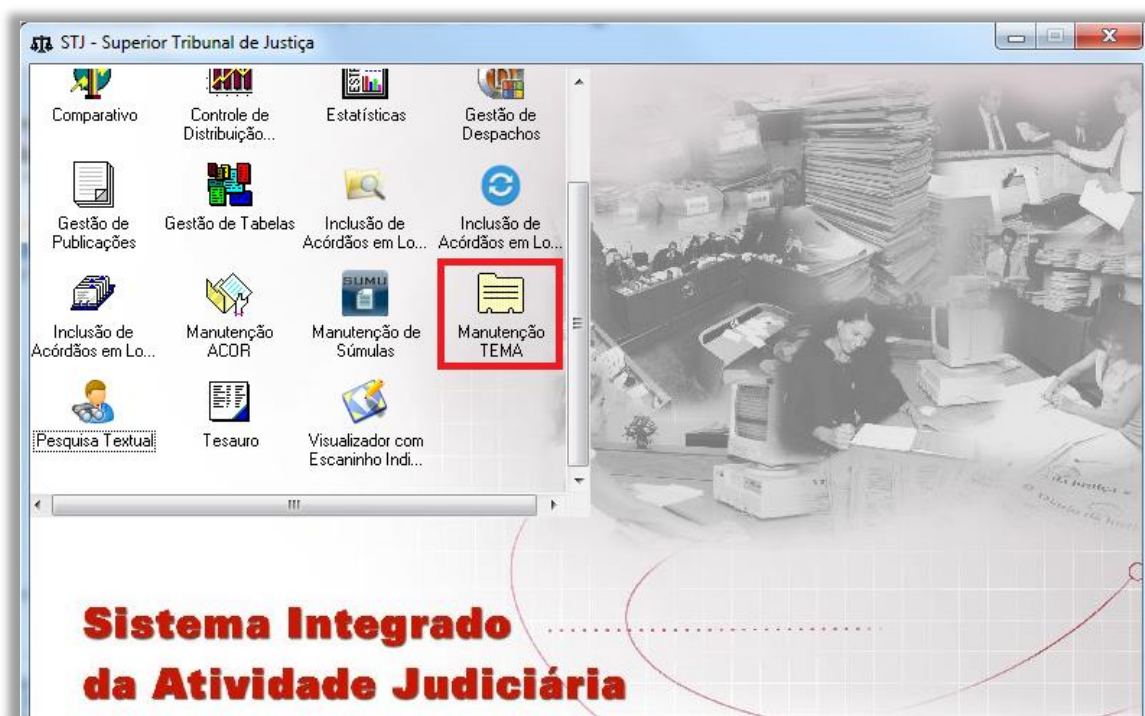 STJ - Superior Tribunal de Justiça
Comparativo
Controle de
Distribuição...
Estatísticas
Gestão de
Despachos
Gestão de
Publicações
Gestão de Tabelas
Inclusão de
Acórdãos em Lo...
Inclusão de
Acórdãos em Lo...
Inclusão de
Acórdãos em Lo...
Manutenção
ACOR
SUMU
Manutenção de
Súmulas
Manutenção
TEMA
Pesquisa Textual
Tesauro
Visualizador com
Escaninho Indi...
Sistema Integrado
da Atividade Judiciária